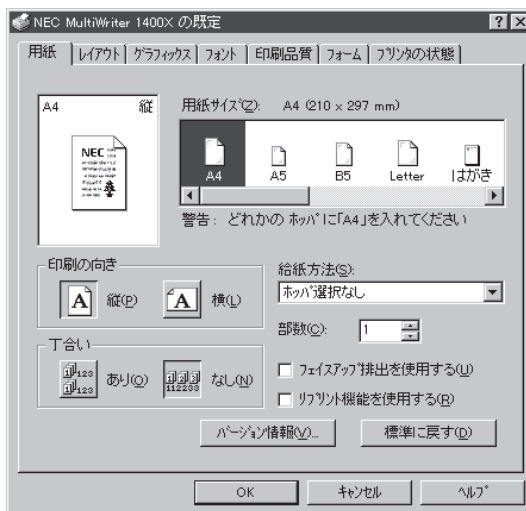 NEC MultiWriter 1400X の既定
用紙 レイアウト グラフィックス フォント 印刷品質 フォーム プリンタの状態
A4 縦
NEC
用紙サイズ(Z): A4 (210 x 297 mm)
A4 A5 B5 Letter はがき
警告: どれかの ホッパに「A4」を入れてください
印刷の向き
A 縦(P) A 横(L)
給紙方法(S):
ホッパ選択なし
部数(C): 1
丁合い
123 123 あり(O) 112233 なし(N)
フェイスアップ排出を使用する(U)
リプリント機能を使用する(R)
バージョン情報(V)... 標準に戻す(D)
OK キャンセル ヘルプ